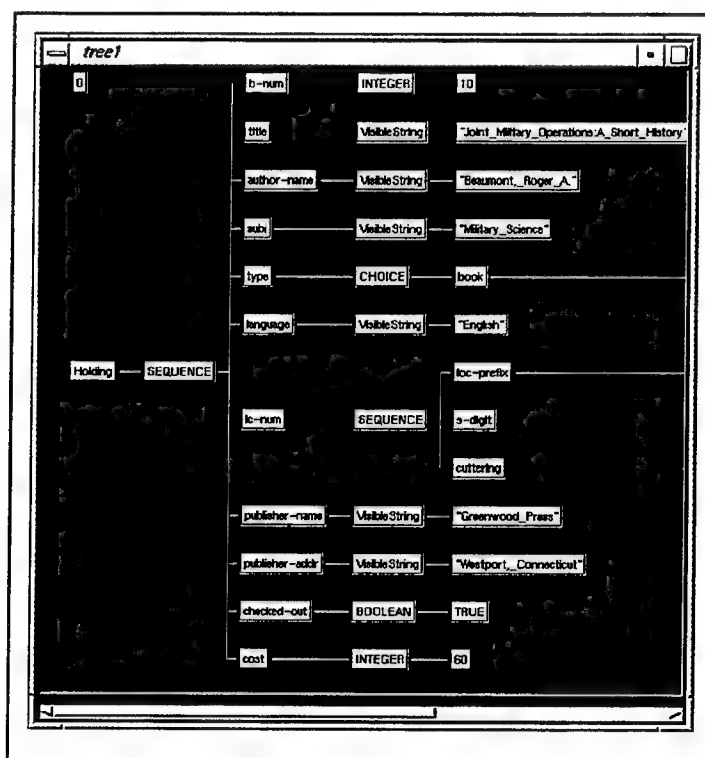 tree1
0 b-num INTEGER 10
title VisibleString "Joint_Military_Operations:A_Short_History"
author-name VisibleString "Beaumont,_Roger_A."
subj VisibleString "Military_Science"
type CHOICE book
language VisibleString "English"
Holding SEQUENCE loc-prefix
lc-num SEQUENCE s-digit
cuttering
publisher-name VisibleString "Greenwood_Press"
publisher-addr VisibleString "Westport,_Connecticut"
checked-out BOOLEAN TRUE
cost INTEGER 60